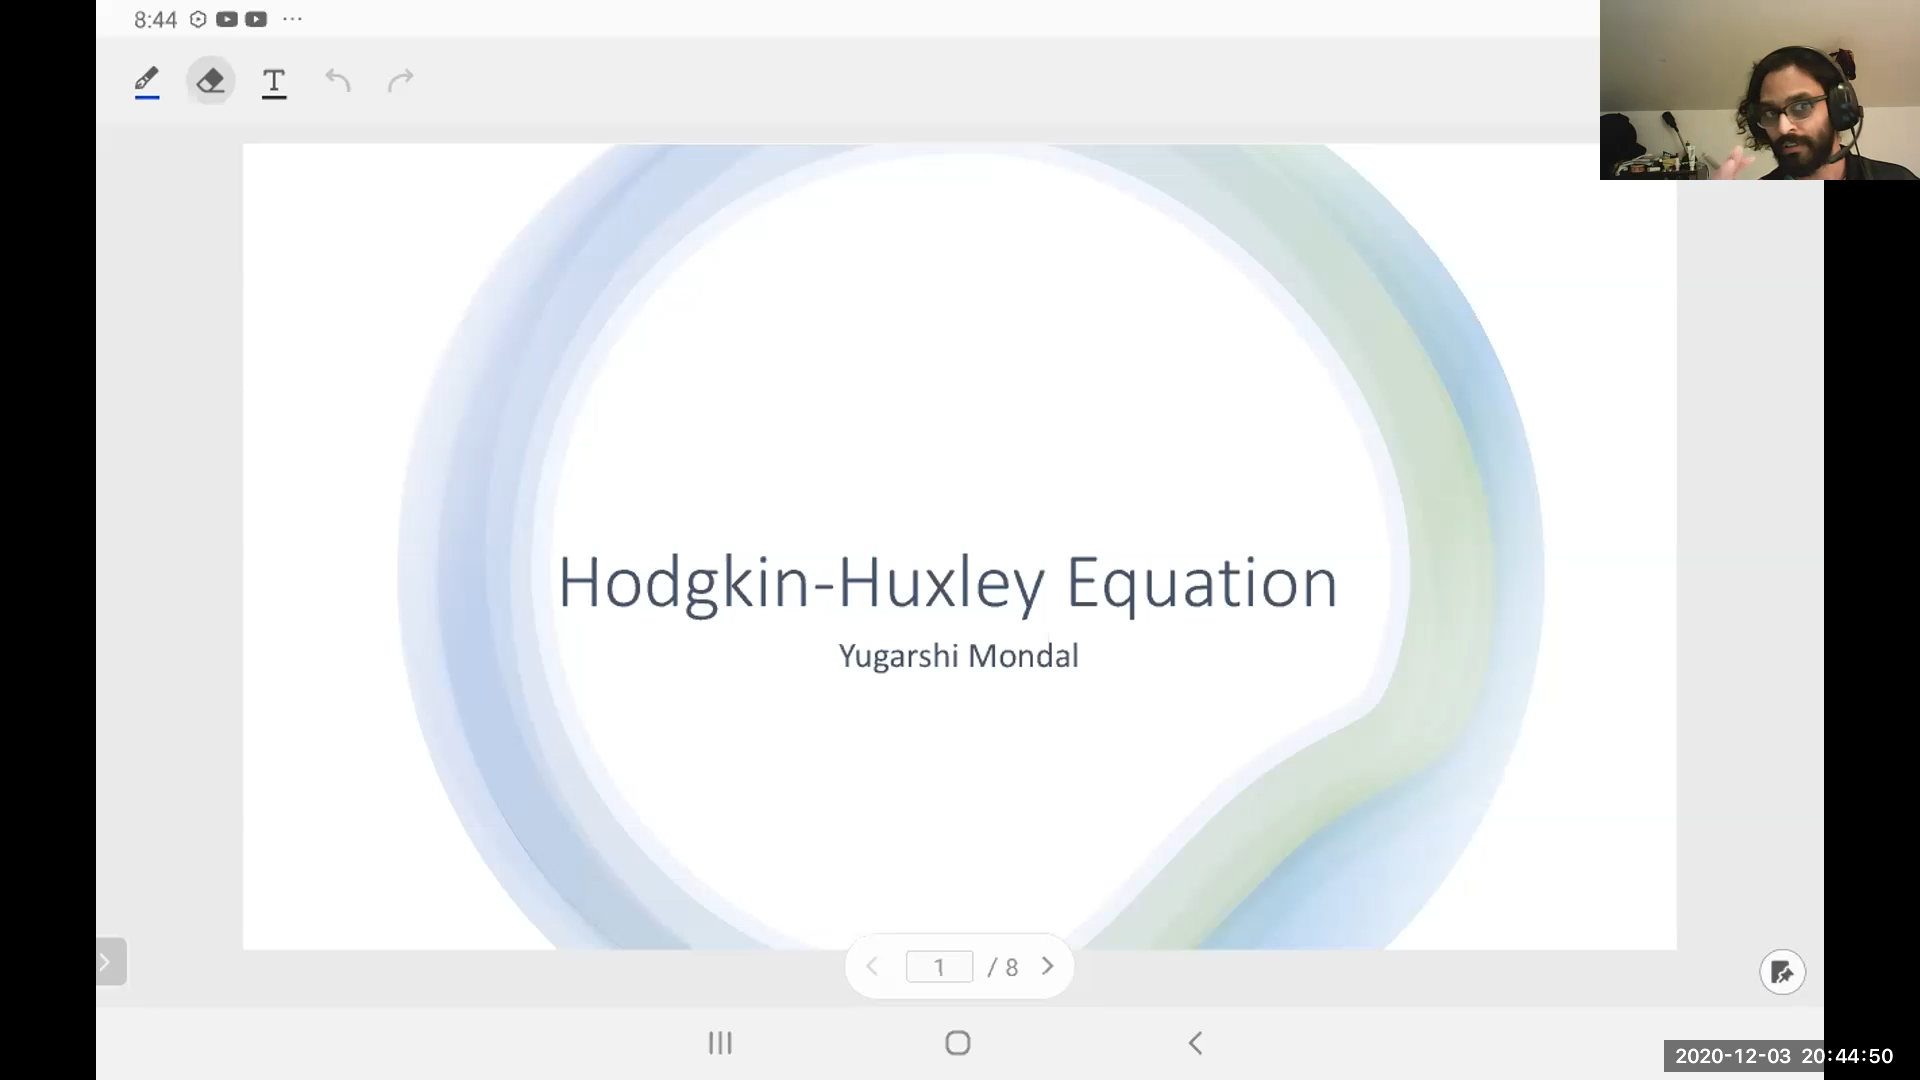 8:44
T
Hodgkin-Huxley Equation
Yugarshi Mondal
1 / 8
2020-12-03 20:44:50